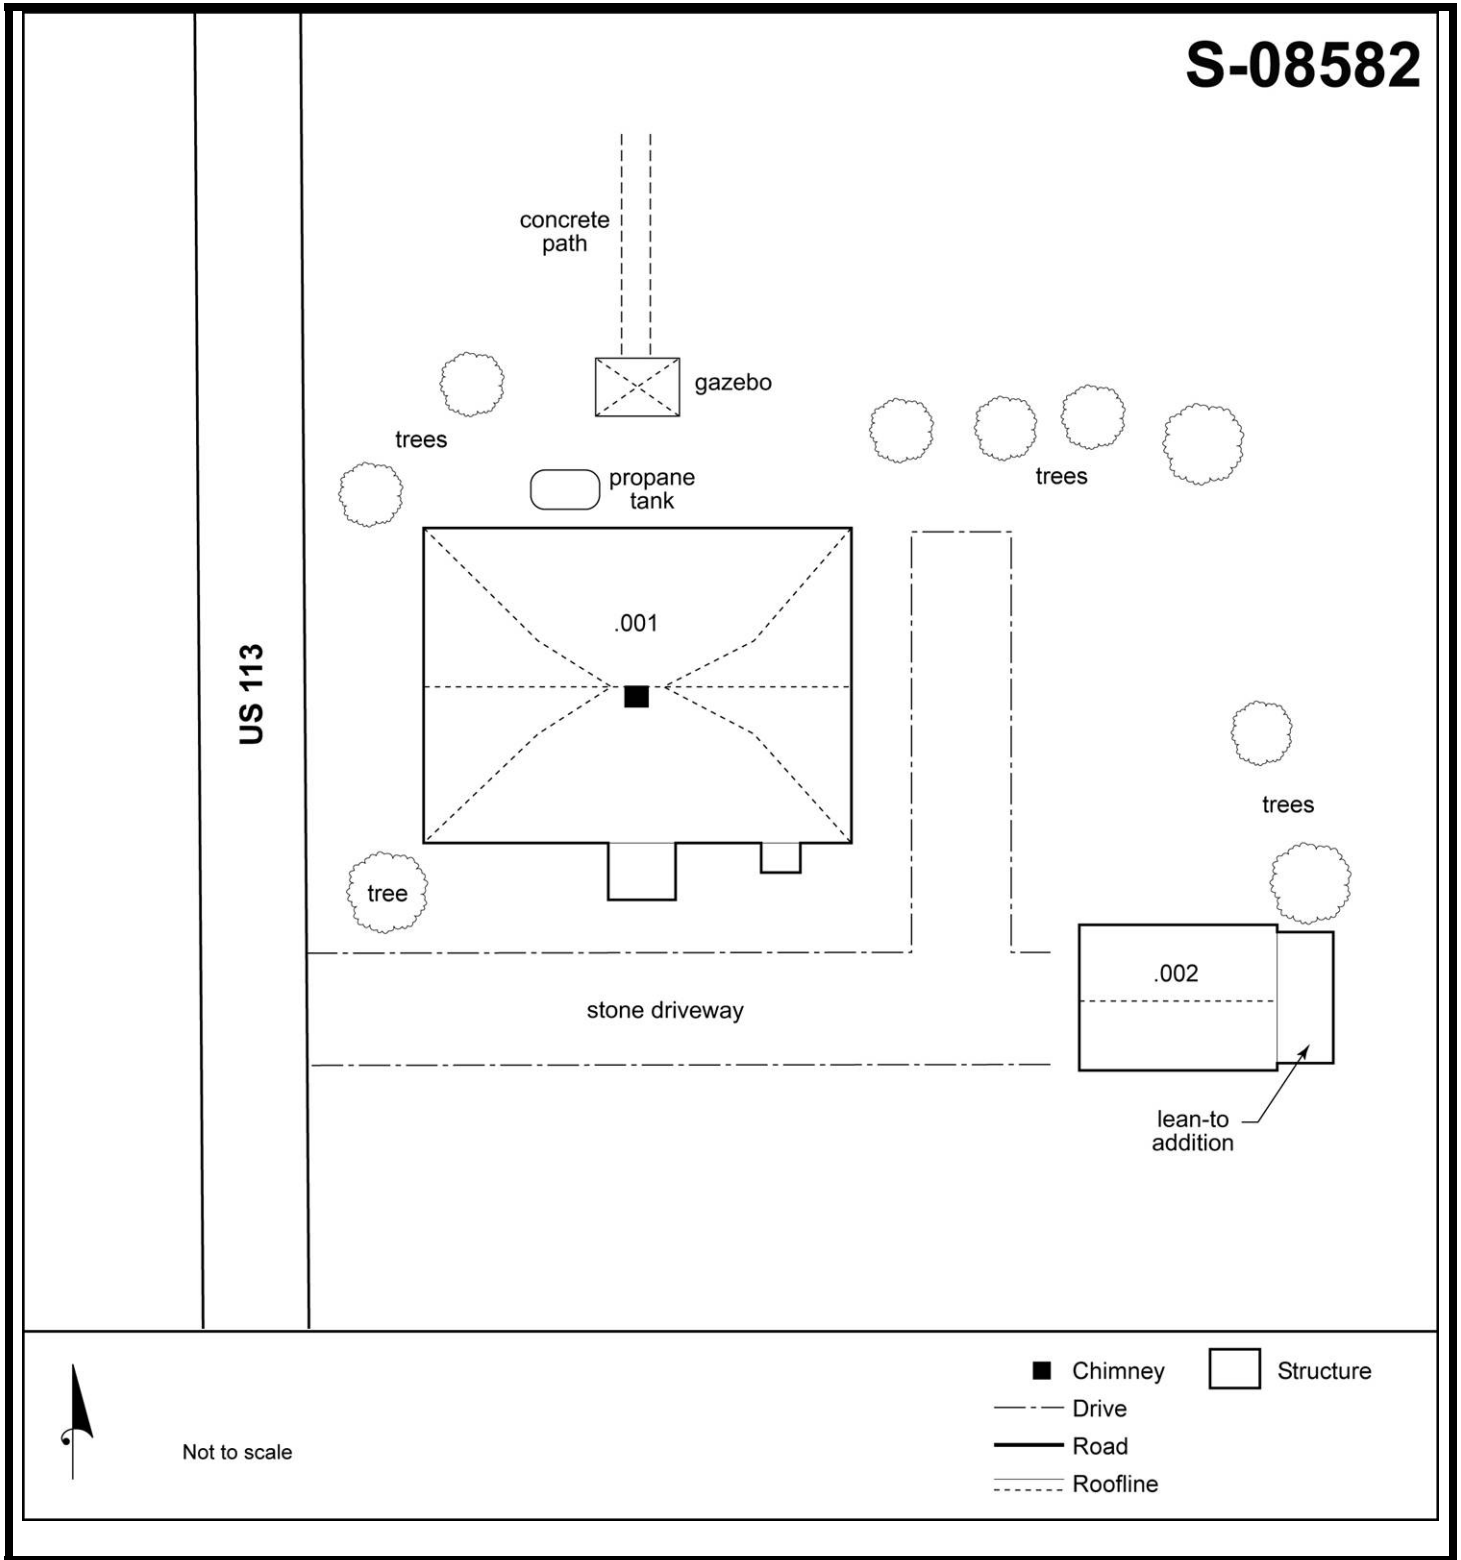 S-08582
concrete
path
gazebo
trees
trees
propane
tank
.001
US 113
trees
tree
.002
stone driveway
lean-to
addition
Chimney
Structure
Drive
Road
Roofline
Not to scale